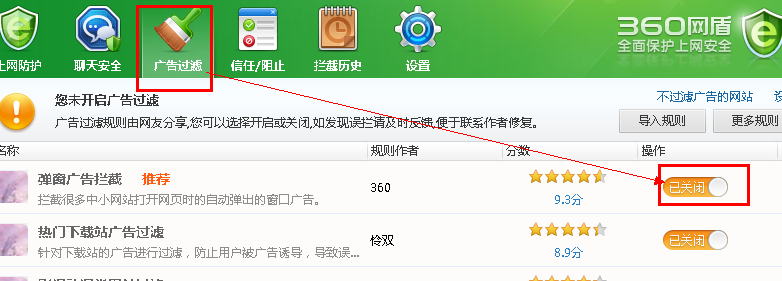 360网盾
全面保护上网安全
上网防护
聊天安全
广告过滤
信任/阻止
拦截历史
设置
您未开启广告过滤
不过滤广告的网站
广告过滤规则由网友分享,您可以选择开启或关闭,如发现误拦请及时反馈,便于联系作者修复。
导入规则
更多规则
名称
规则作者
分数
操作
弹窗广告拦截 推荐
拦截很多中小网站打开网页时的自动弹出的窗口广告。
360
9.3分
已关闭
热门下载站广告过滤
针对下载站的广告进行过滤，防止用户被广告诱导，导致误...
怜双
8.9分
已关闭